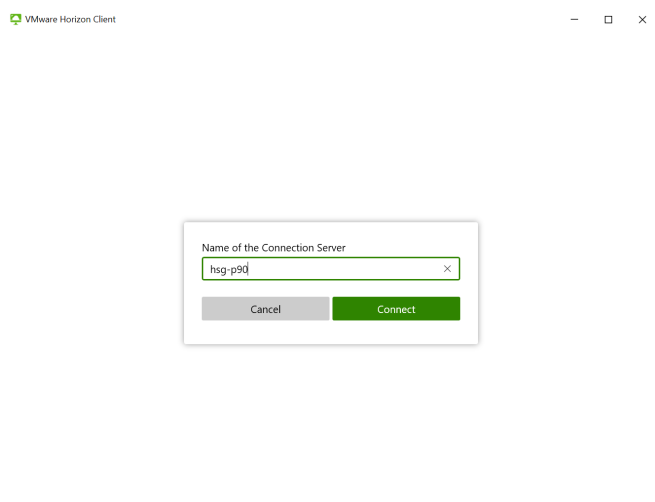 VMware Horizon Client
Name of the Connection Server
hsg-p90
Cancel
Connect